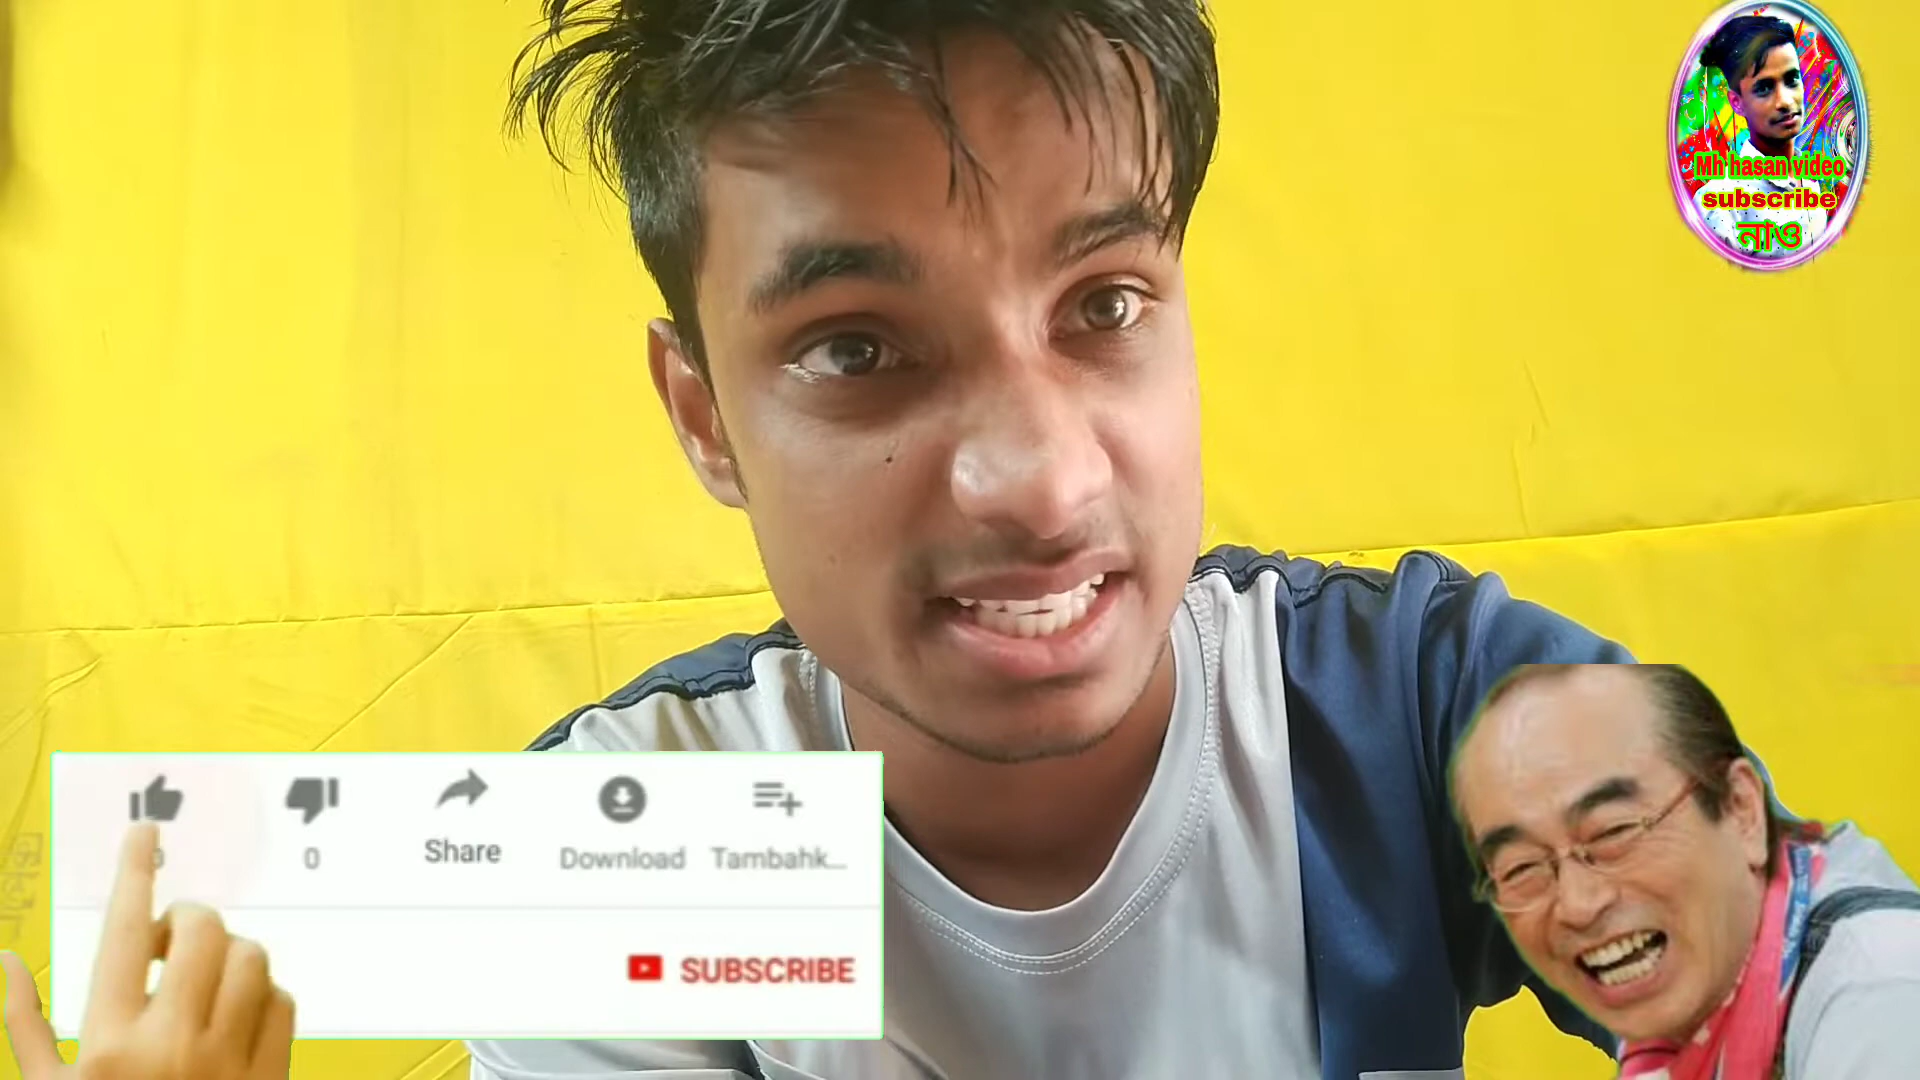 Mh hasan video
subscribe
নাও
0
Share
Download
Tambahk...
SUBSCRIBE